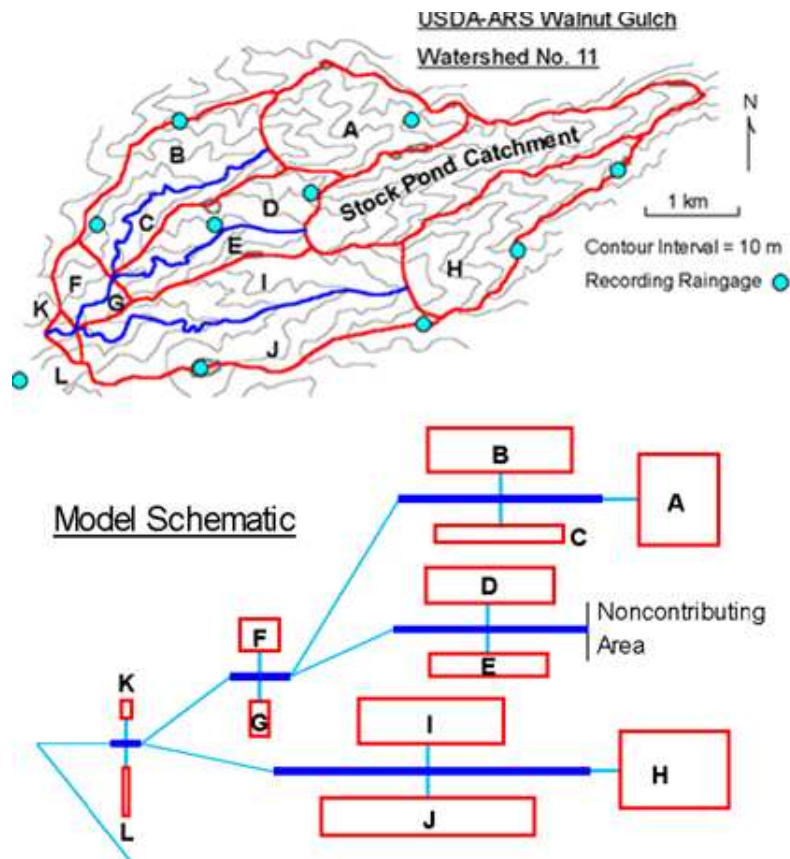 USDA-ARS Walnut Gulch
Watershed No. 11
N
A
B
Stock Pond Catchment
1 km
D
C
E
H
Contour Interval = 10 m
F
I
Recording Raingage
G
K
J
L
B
A
Model Schematic
C
D
Noncontributing
Area
F
E
K
G
I
H
J
L